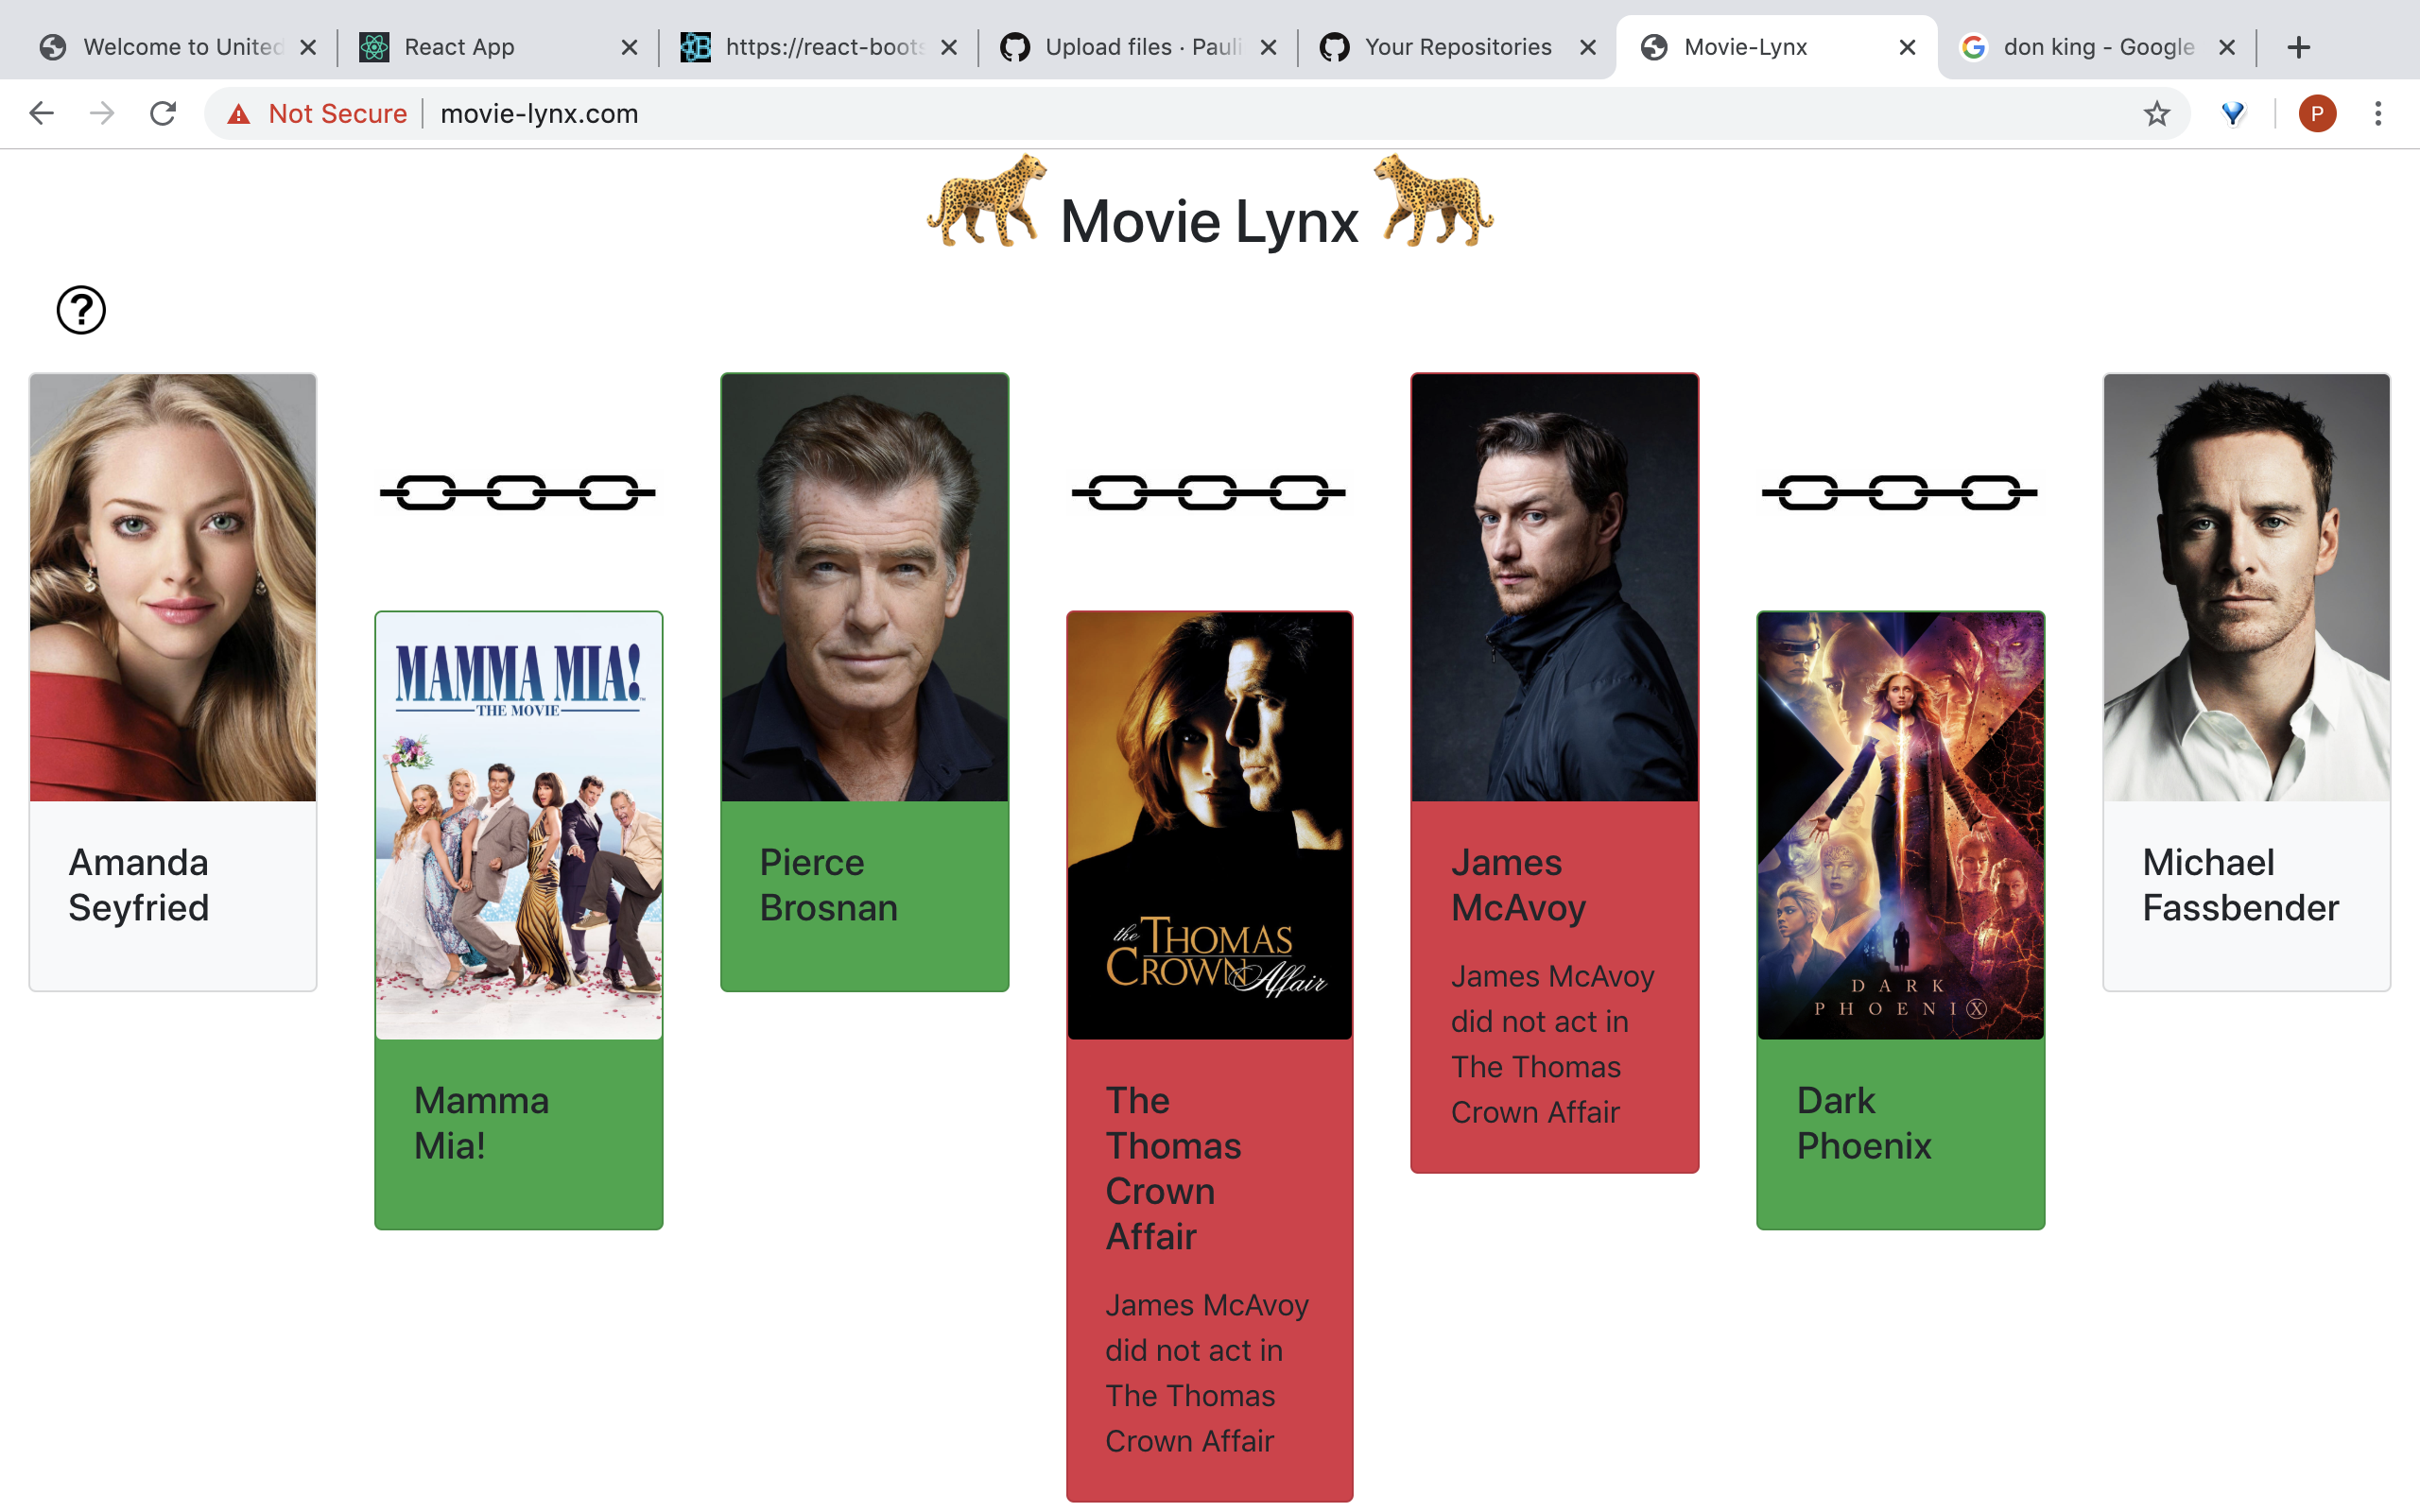 Welcome to United
React App
https://react-boots
Upload files · Pauli
Your Repositories
Movie-Lynx
don king - Google
Not Secure
movie-lynx.com
P
Movie Lynx
?
Amanda
Seyfried
MAMMA MIA!
THE MOVIE
Mamma
Mia!
Pierce
Brosnan
the THOMAS
CROWN Affair
The
Thomas
Crown
Affair
James McAvoy
did not act in
The Thomas
Crown Affair
James
McAvoy
James McAvoy
did not act in
The Thomas
Crown Affair
DARK
PHOENIX
Dark
Phoenix
Michael
Fassbender